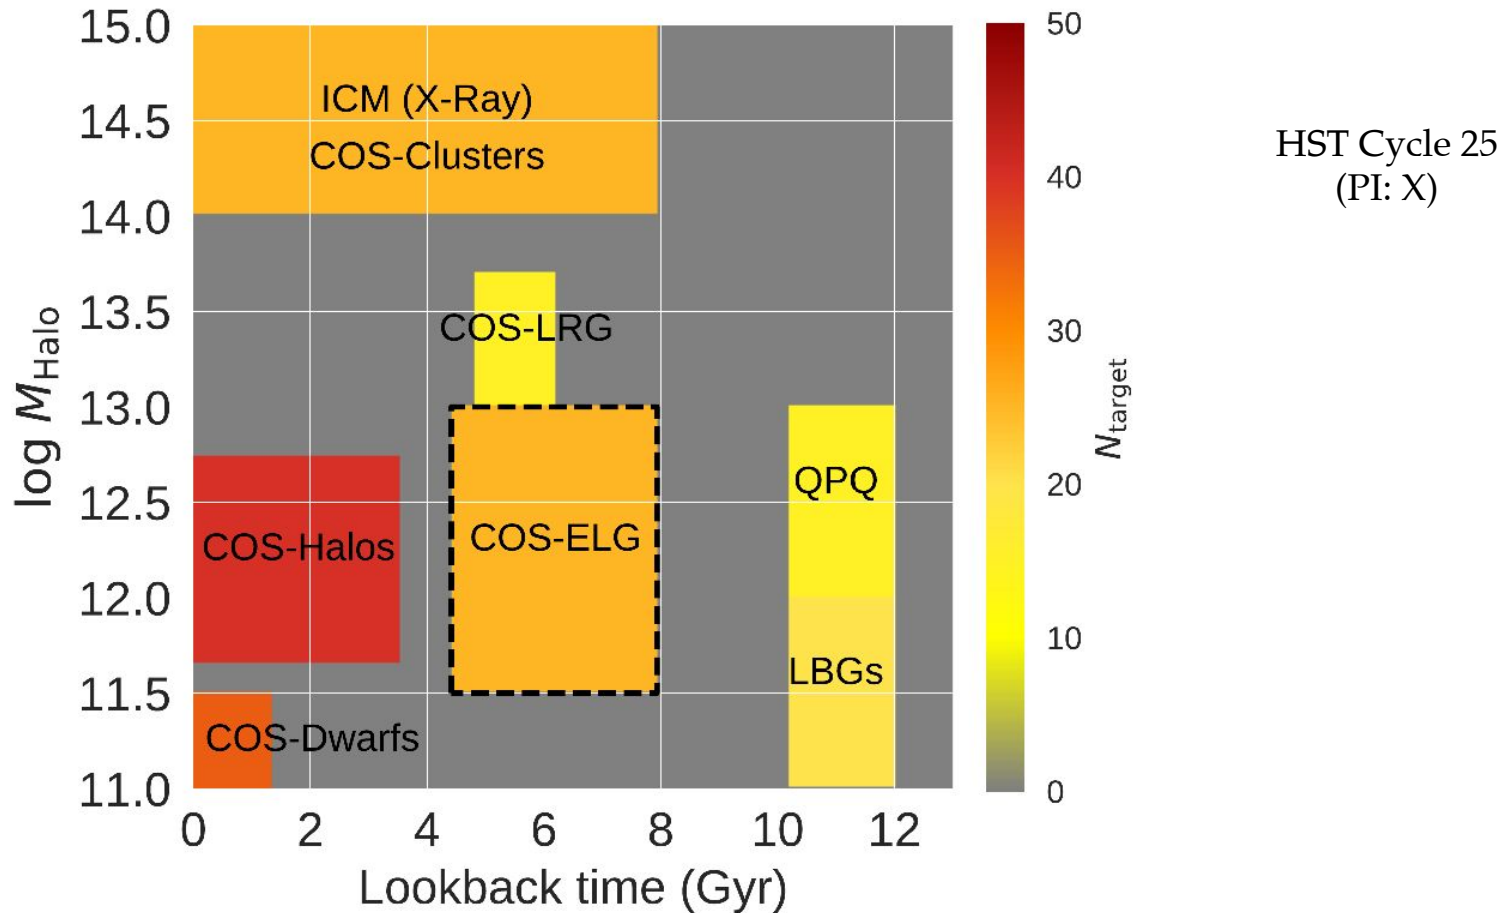 15.0
14.5
14.0
13.5
13.0
12.5
12.0
11.5
11.0
log M_Halo
ICM (X-Ray)
COS-Clusters
COS-LRG
COS-ELG
COS-Halos
COS-Dwarfs
QPQ
LBGs
0 2 4 6 8 10 12
Lookback time (Gyr)
50
40
30
20
10
0
N_target
HST Cycle 25
(PI: X)